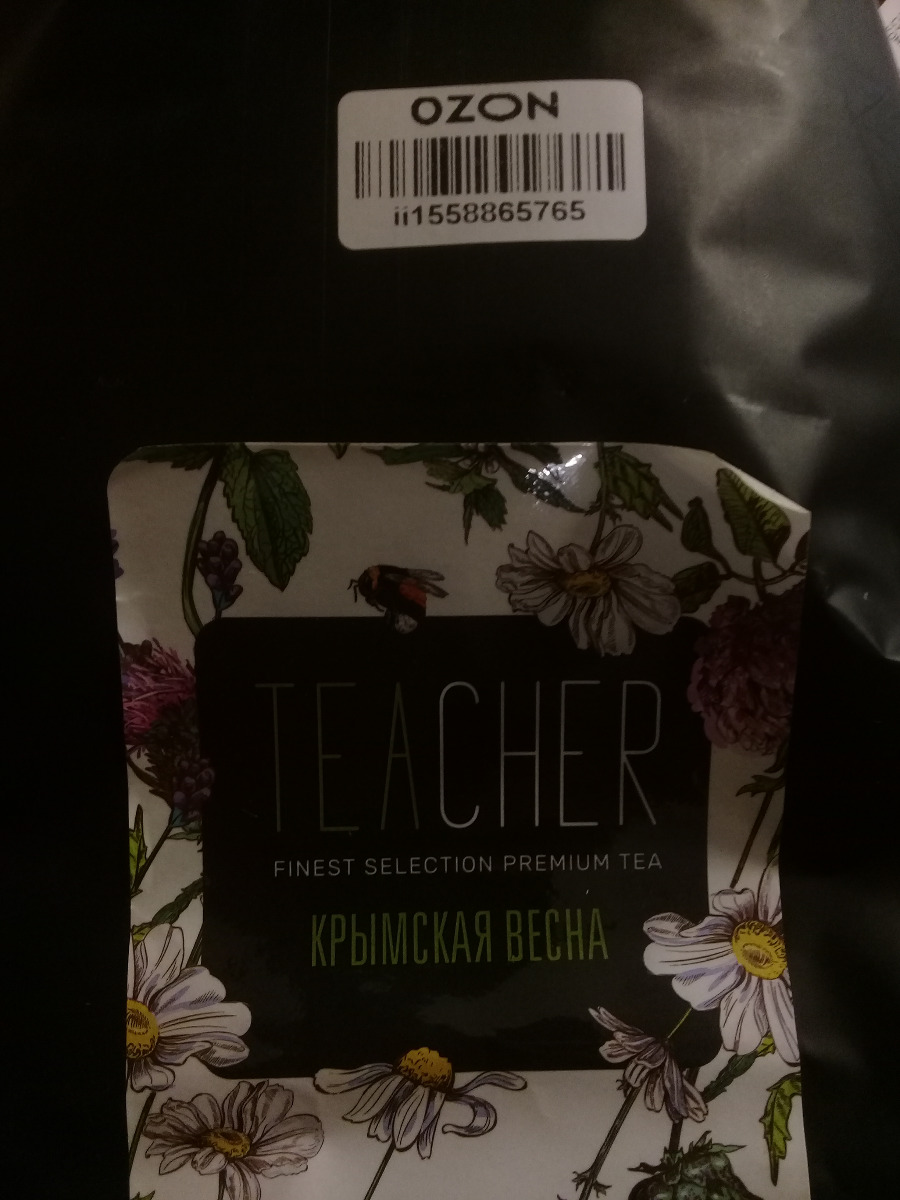 OZON
ii1558865765
TEACHER
FINEST SELECTION PREMIUM TEA
КРЫМСКАЯ ВЕСНА